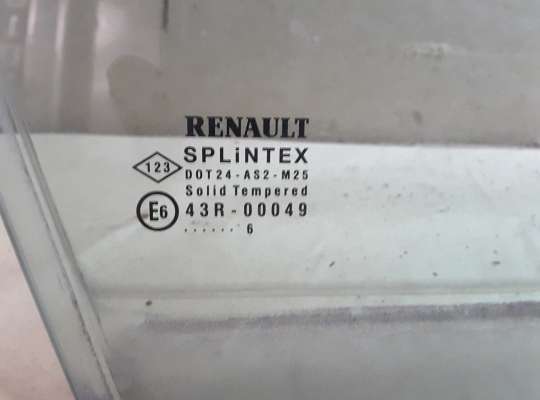 RENAULT
SPLiNTEX
123
DOT24-AS2-M25
Solid Tempered
E6 43R-00049
...... 6